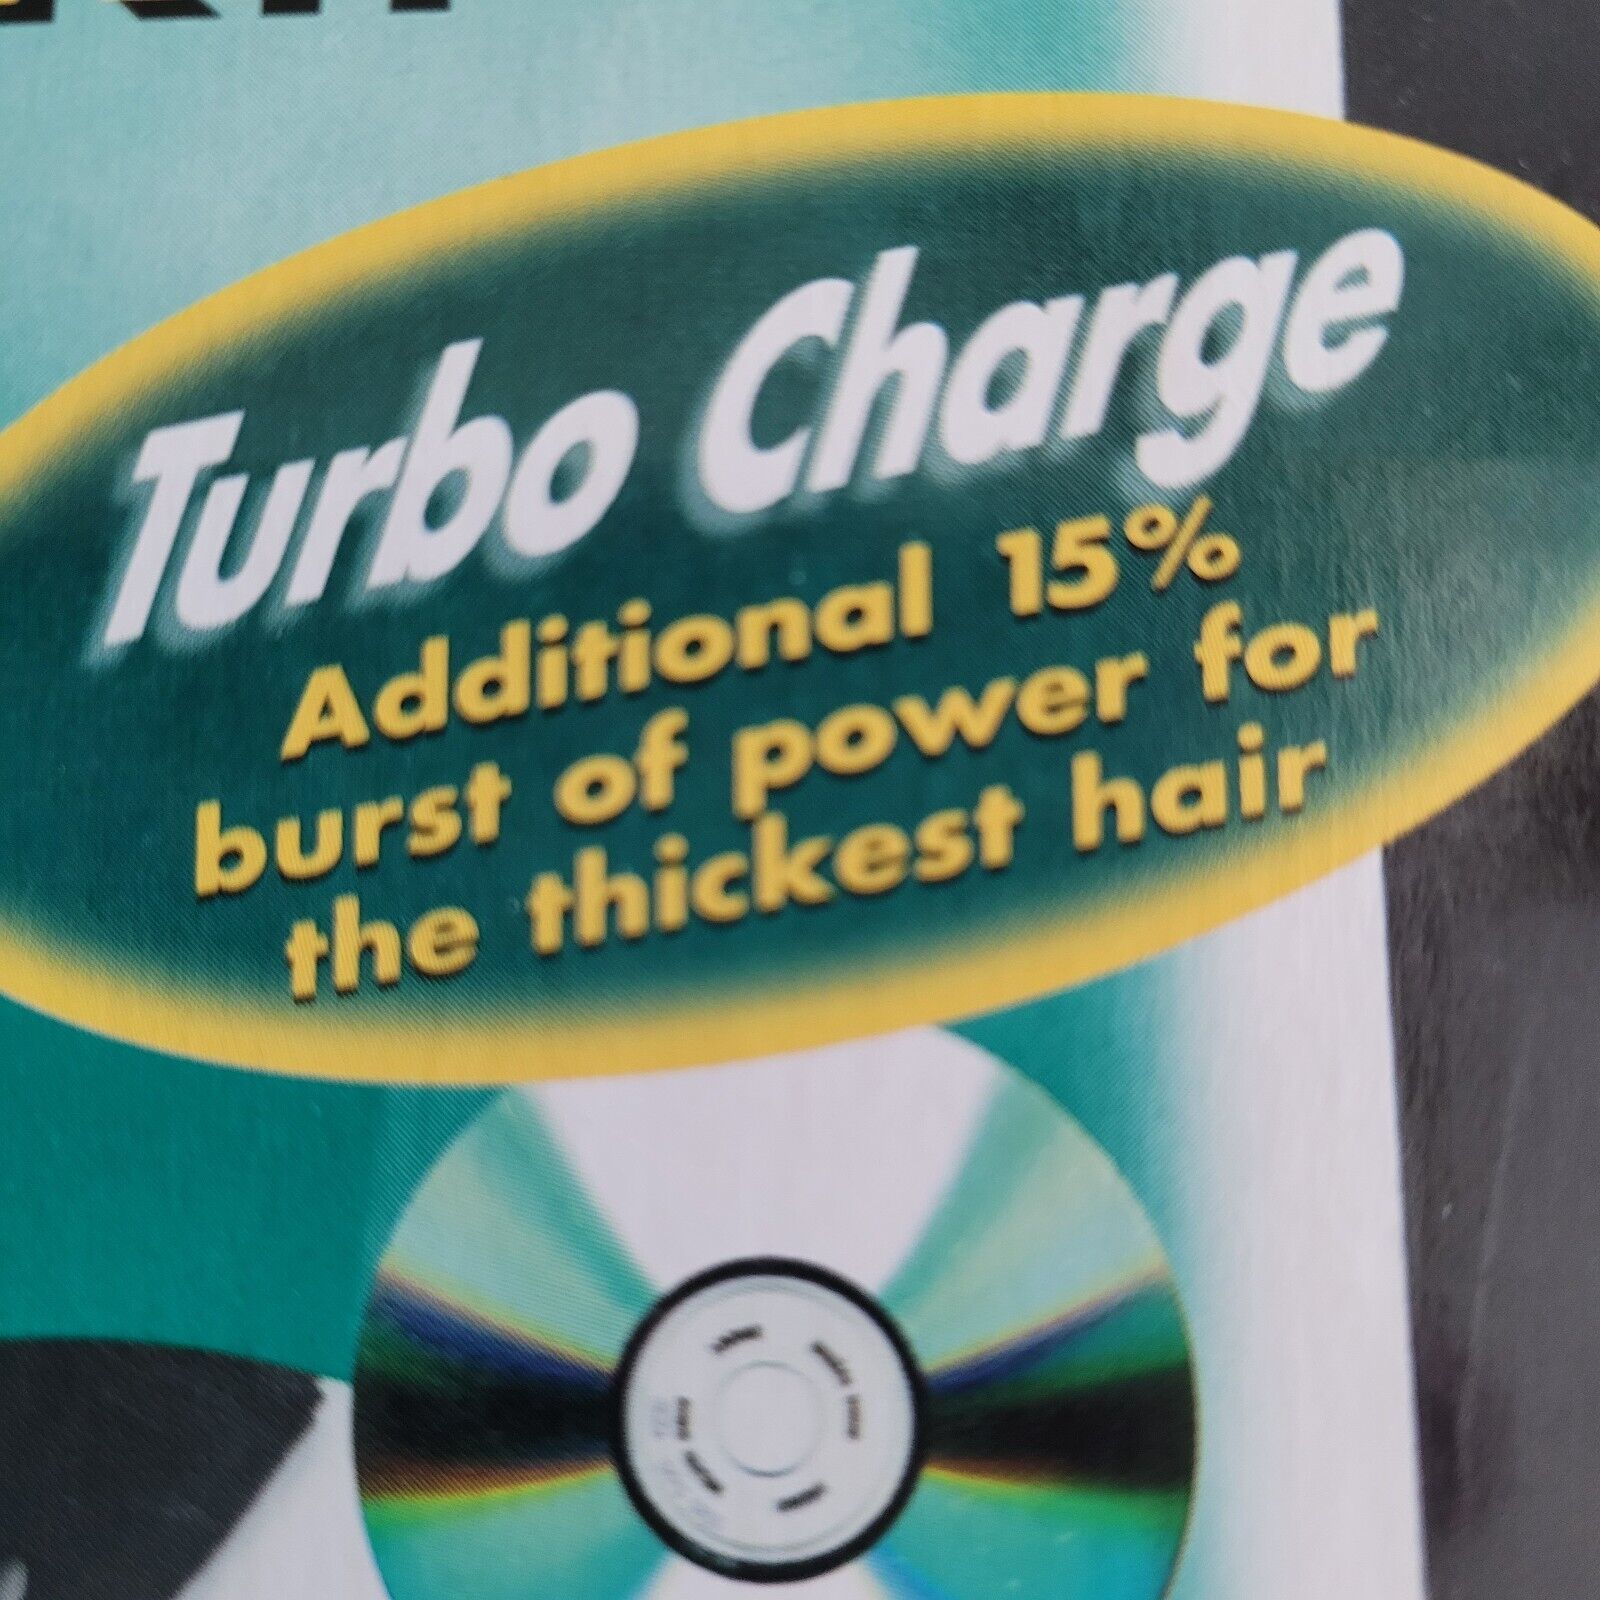 Turbo Charge
Additional 15%
burst of power for
the thickest hair